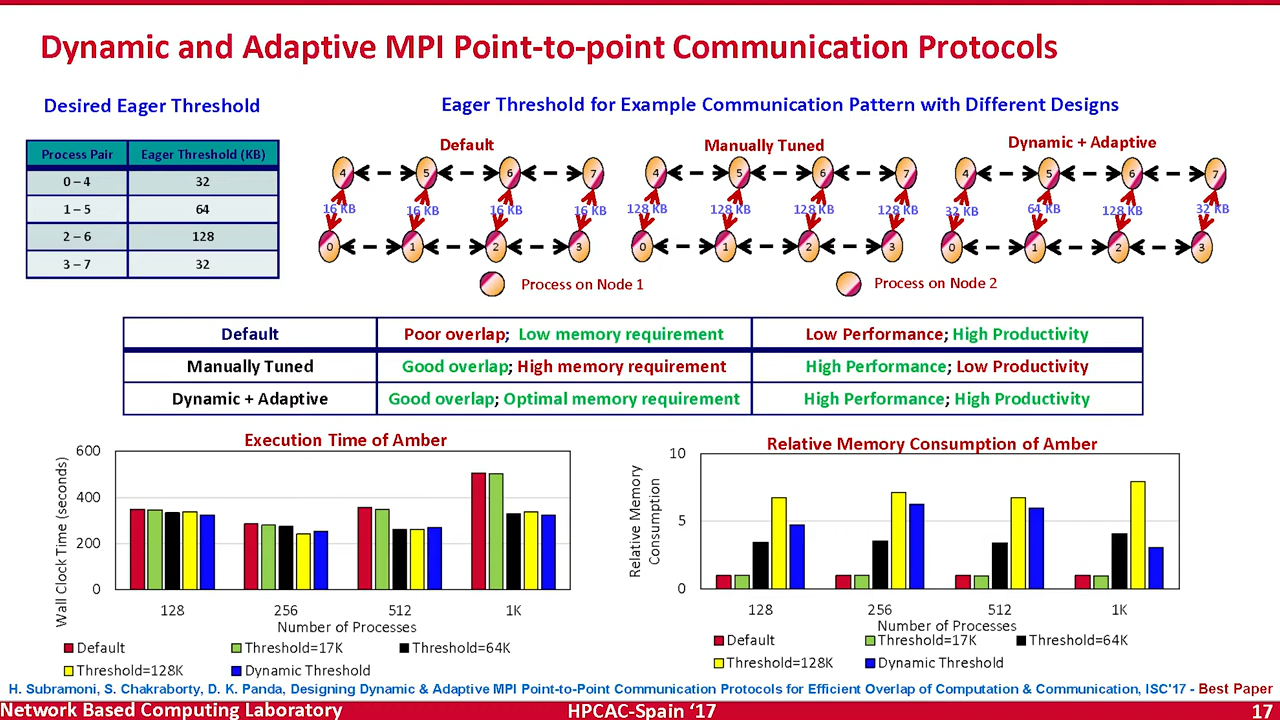 Dynamic and Adaptive MPI Point-to-point Communication Protocols
Desired Eager Threshold
Eager Threshold for Example Communication Pattern with Different Designs
Process Pair Eager Threshold (KB)
0 – 4 32
1 – 5 64
2 – 6 128
3 – 7 32
Default
4 5 6 7
16 KB 16 KB 16 KB 16 KB
0 1 2 3
Manually Tuned
4 5 6 7
128 KB 128 KB 128 KB 128 KB
0 1 2 3
Dynamic + Adaptive
4 5 6 7
32 KB 64 KB 128 KB 32 KB
0 1 2 3
Process on Node 1
Process on Node 2
Default Poor overlap; Low memory requirement Low Performance; High Productivity
Manually Tuned Good overlap; High memory requirement High Performance; Low Productivity
Dynamic + Adaptive Good overlap; Optimal memory requirement High Performance; High Productivity
Execution Time of Amber
Wall Clock Time (seconds)
600
400
200
0
128 256 512 1K
Number of Processes
Default Threshold=17K Threshold=64K
Threshold=128K Dynamic Threshold
Relative Memory Consumption of Amber
Relative Memory
Consumption
10
5
0
128 256 512 1K
Number of Processes
Default Threshold=17K Threshold=64K
Threshold=128K Dynamic Threshold
H. Subramoni, S. Chakraborty, D. K. Panda, Designing Dynamic & Adaptive MPI Point-to-Point Communication Protocols for Efficient Overlap of Computation & Communication, ISC'17 - Best Paper
Network Based Computing Laboratory
HPCAC-Spain ‘17
17